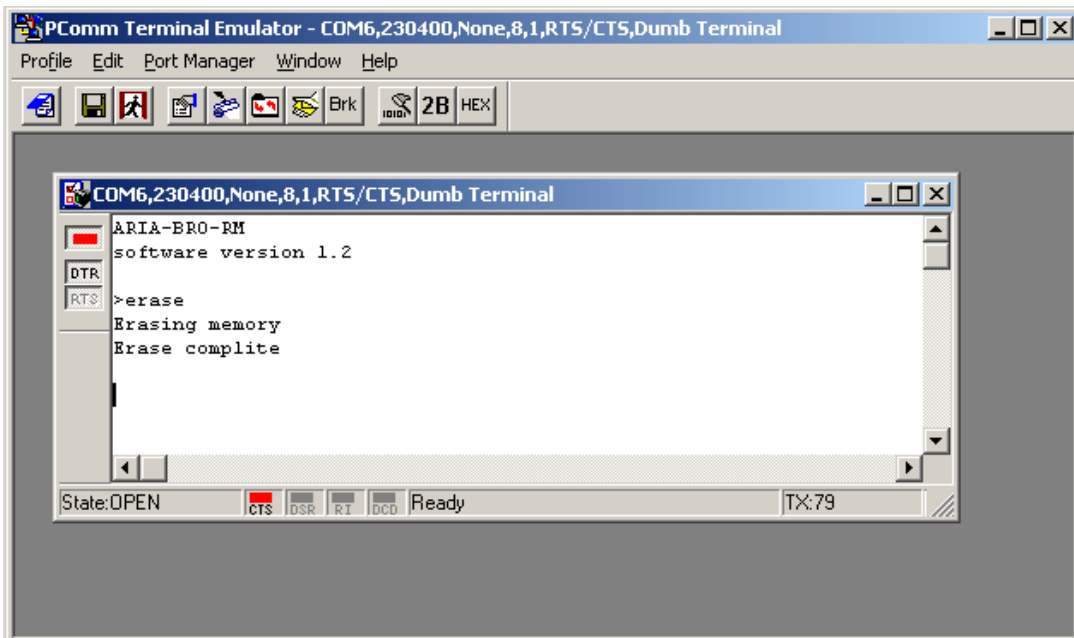 PComm Terminal Emulator - COM6,230400,None,8,1,RTS/CTS,Dumb Terminal
Profile Edit Port Manager Window Help
Brk 2B HEX
COM6,230400,None,8,1,RTS/CTS,Dumb Terminal
ARIA-BRO-RM
software version 1.2
DTR
RTS
>erase
Erasing memory
Erase complite
State:OPEN CTS DSR RI DCD Ready TX:79